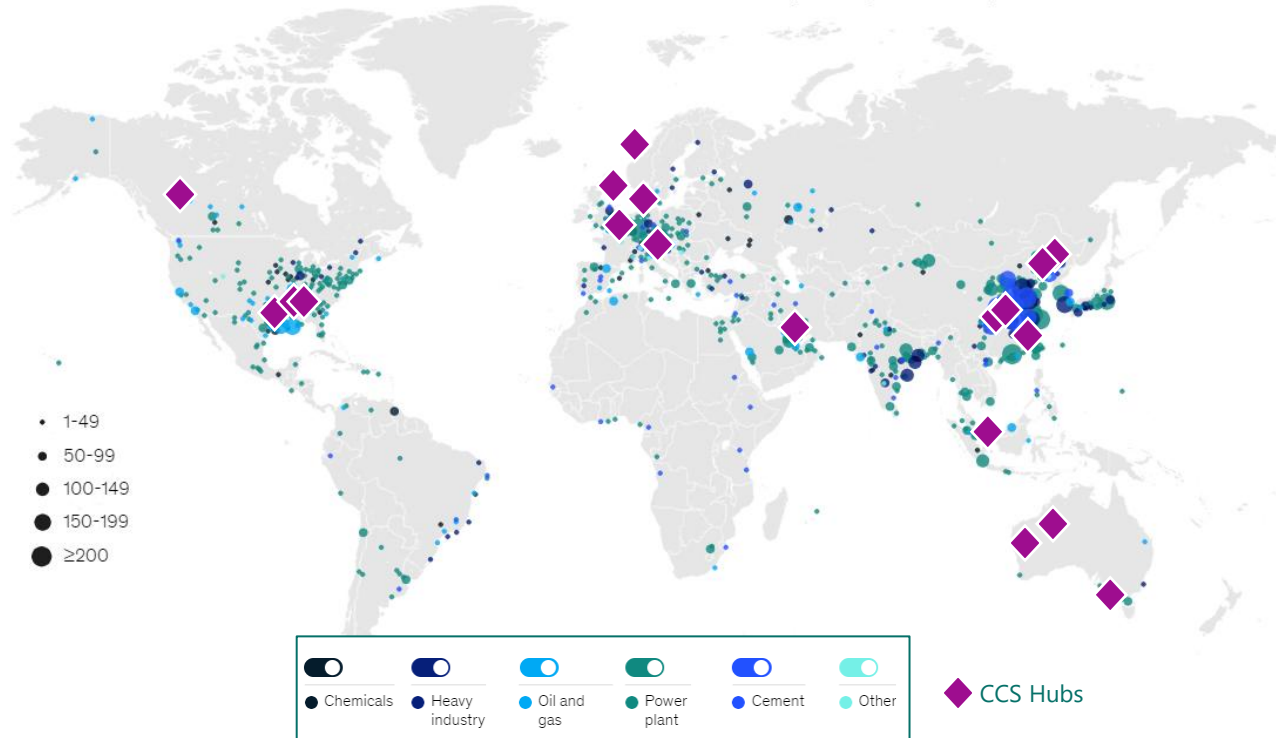 1-49
50-99
100-149
150-199
≥200
Chemicals
Heavy
industry
Oil and
gas
Power
plant
Cement
Other
CCS Hubs